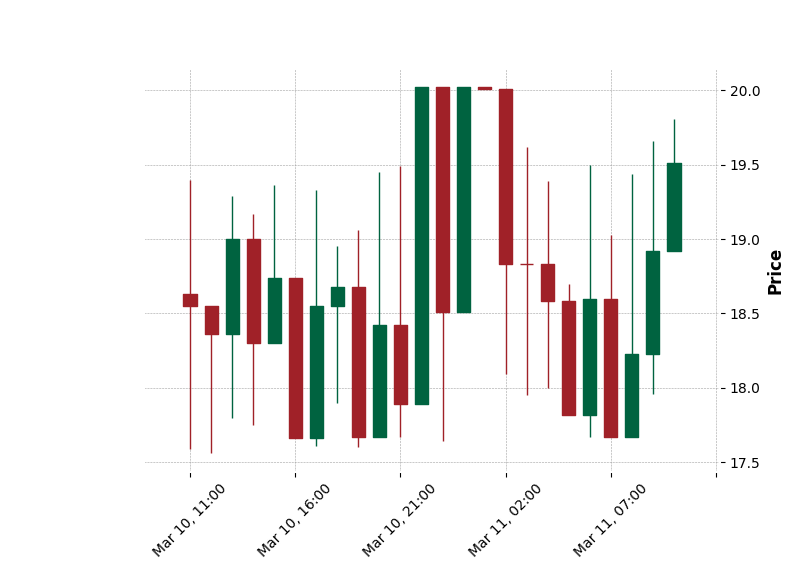 20.0
19.5
19.0
18.5
18.0
17.5
Price
Mar 10, 11:00
Mar 10, 16:00
Mar 10, 21:00
Mar 11, 02:00
Mar 11, 07:00